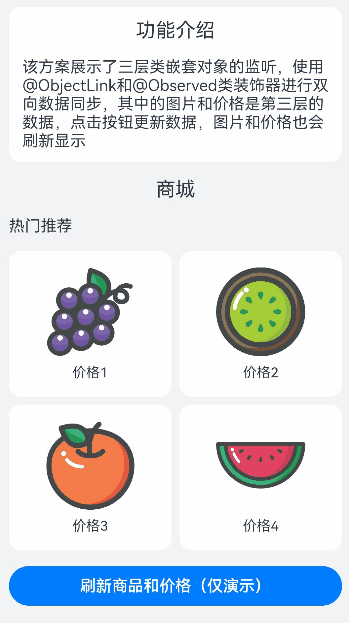 功能介绍
该方案展示了三层类嵌套对象的监听，使用
@ObjectLink和@Observed类装饰器进行双
向数据同步，其中的图片和价格是第三层的
数据，点击按钮更新数据，图片和价格也会
刷新显示
商城
热门推荐
价格1
价格2
价格3
价格4
刷新商品和价格（仅演示）